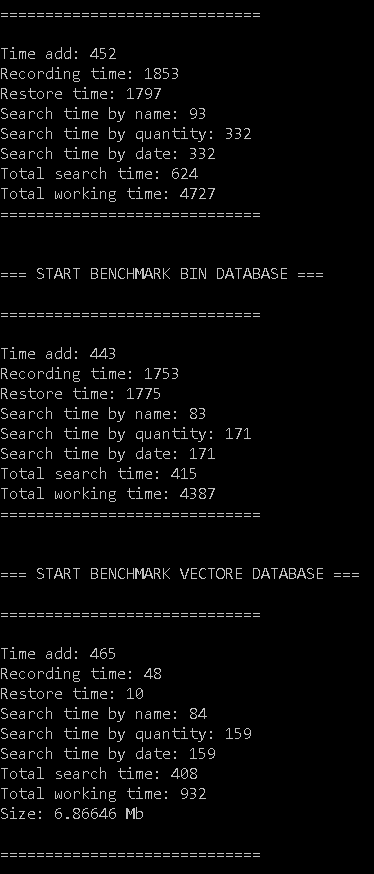 =============================
Time add: 452
Recording time: 1853
Restore time: 1797
Search time by name: 93
Search time by quantity: 332
Search time by date: 332
Total search time: 624
Total working time: 4727
=============================
=== START BENCHMARK BIN DATABASE ===
=============================
Time add: 443
Recording time: 1753
Restore time: 1775
Search time by name: 83
Search time by quantity: 171
Search time by date: 171
Total search time: 415
Total working time: 4387
=============================
=== START BENCHMARK VECTORE DATABASE ===
=============================
Time add: 465
Recording time: 48
Restore time: 10
Search time by name: 84
Search time by quantity: 159
Search time by date: 159
Total search time: 408
Total working time: 932
Size: 6.86646 Mb
=============================